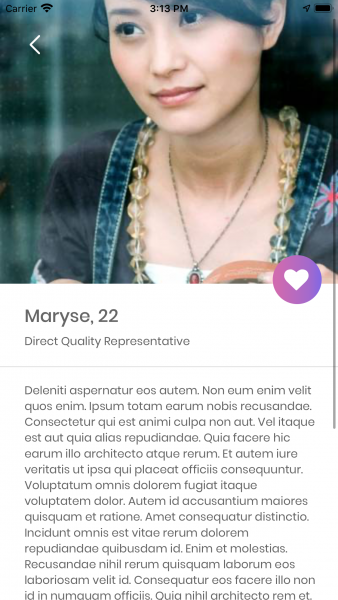 Carrier 3:13 PM
Maryse, 22
Direct Quality Representative
Deleniti aspernatur eos autem. Non eum enim velit
quos enim. Ipsum totam earum nobis recusandae.
Consectetur qui est animi culpa non aut. Vel itaque
est aut quia alias repudiandae. Quia facere hic
earum illo architecto atque rerum. Et autem iure
veritatis ut ipsa qui placeat officiis consequuntur.
Voluptatum omnis dolorem fugiat itaque
voluptatem dolor. Autem id accusantium maiores
quisquam et ratione. Amet consequatur distinctio.
Incidunt omnis est vitae rerum dolorem
repudiandae quibusdam id. Enim et molestias.
Recusandae nihil rerum quisquam laborum eos
laboriosam velit id. Consequatur eos facere illo non
id in numquam officiis. Quia nihil architecto rem et.